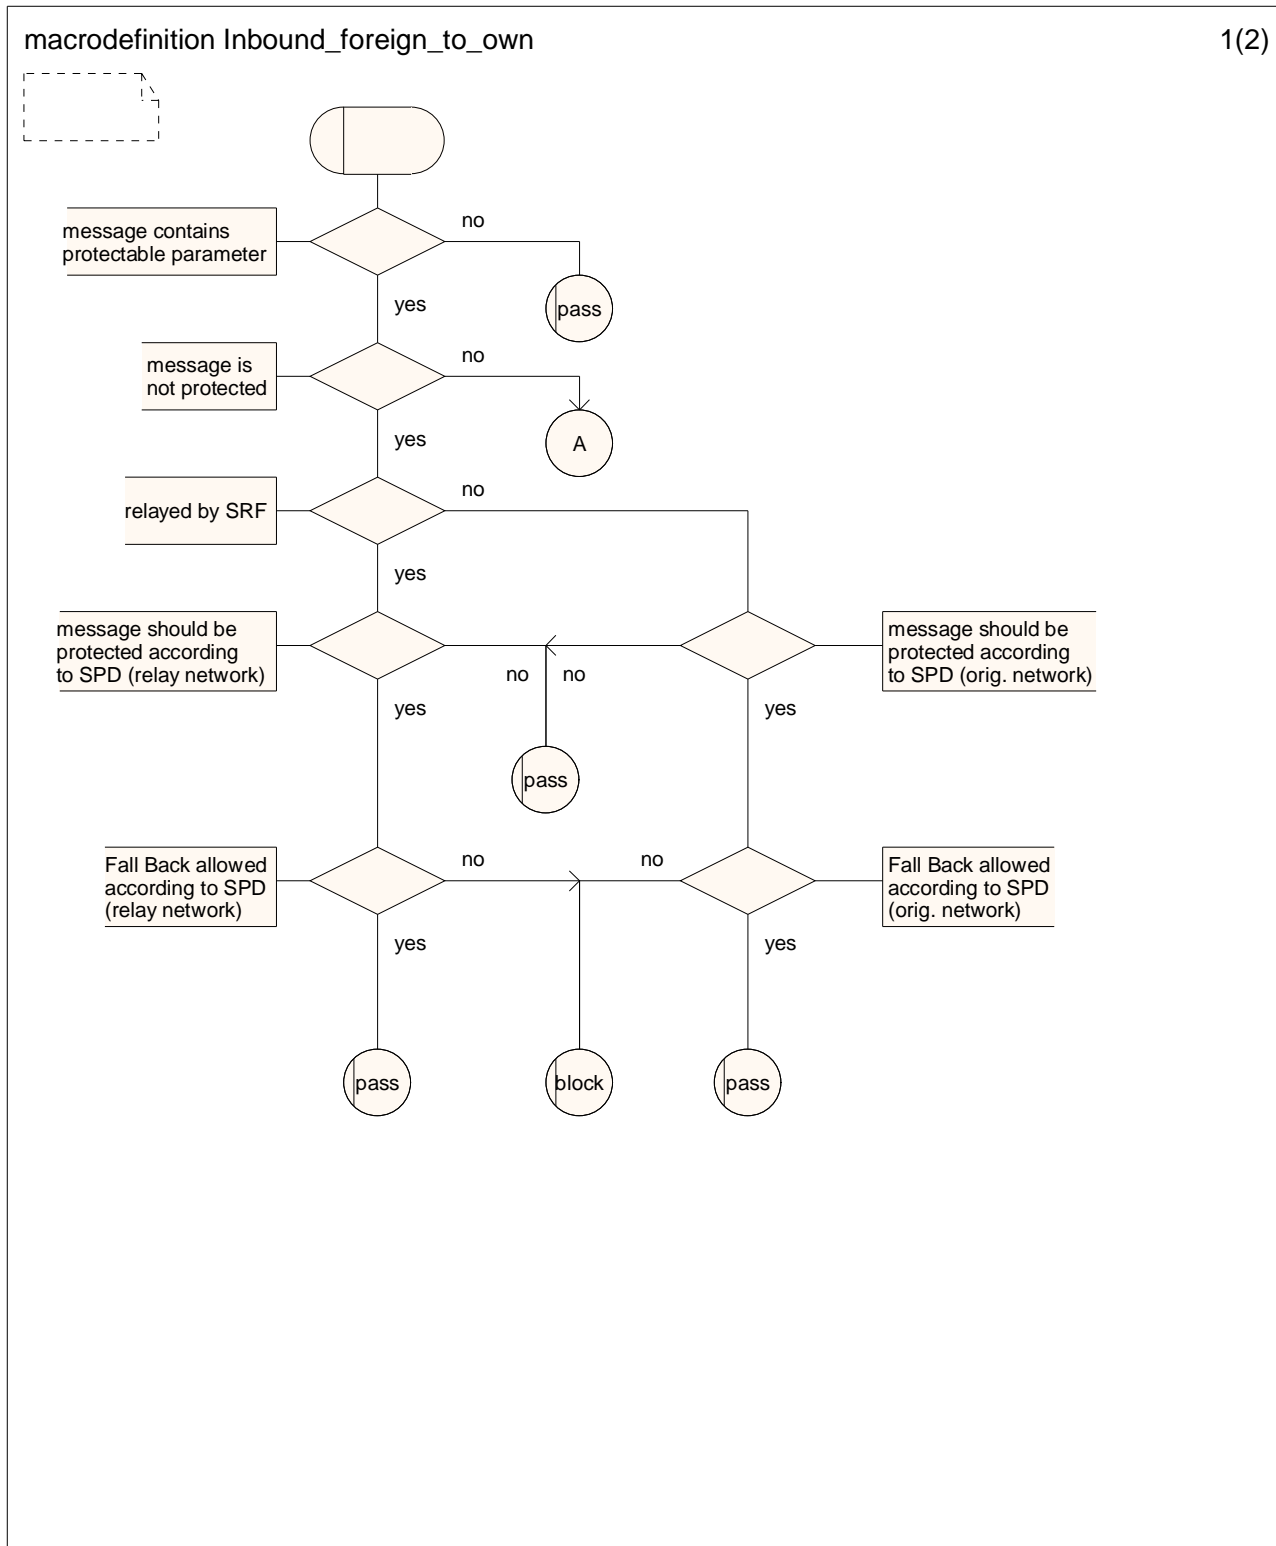 macrodefinition Inbound_foreign_to_own
1(2)
message contains
protectable parameter
no
yes
pass
message is
not protected
no
yes
A
relayed by SRF
no
yes
message should be
protected according
to SPD (relay network)
no
no
message should be
protected according
to SPD (orig. network)
yes
yes
pass
Fall Back allowed
according to SPD
(relay network)
no
no
Fall Back allowed
according to SPD
(orig. network)
yes
yes
pass
block
pass